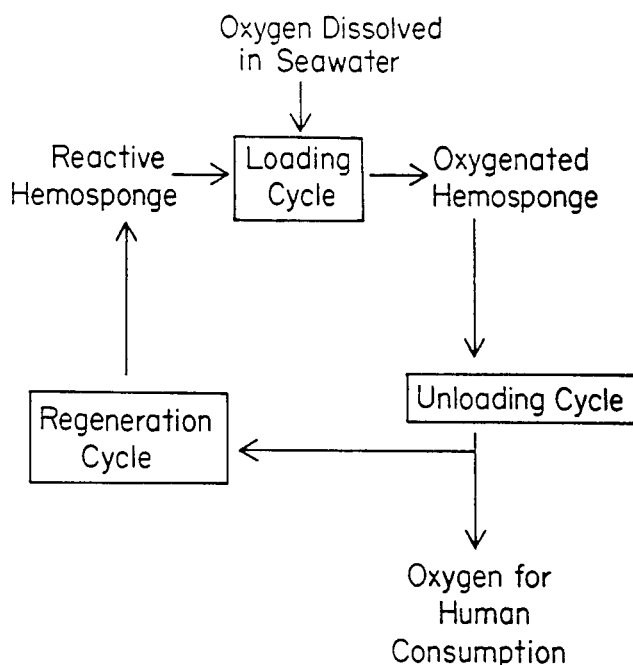 Oxygen Dissolved
in Seawater
Reactive
Hemosponge
Loading
Cycle
Oxygenated
Hemosponge
Unloading Cycle
Regeneration
Cycle
Oxygen for
Human
Consumption